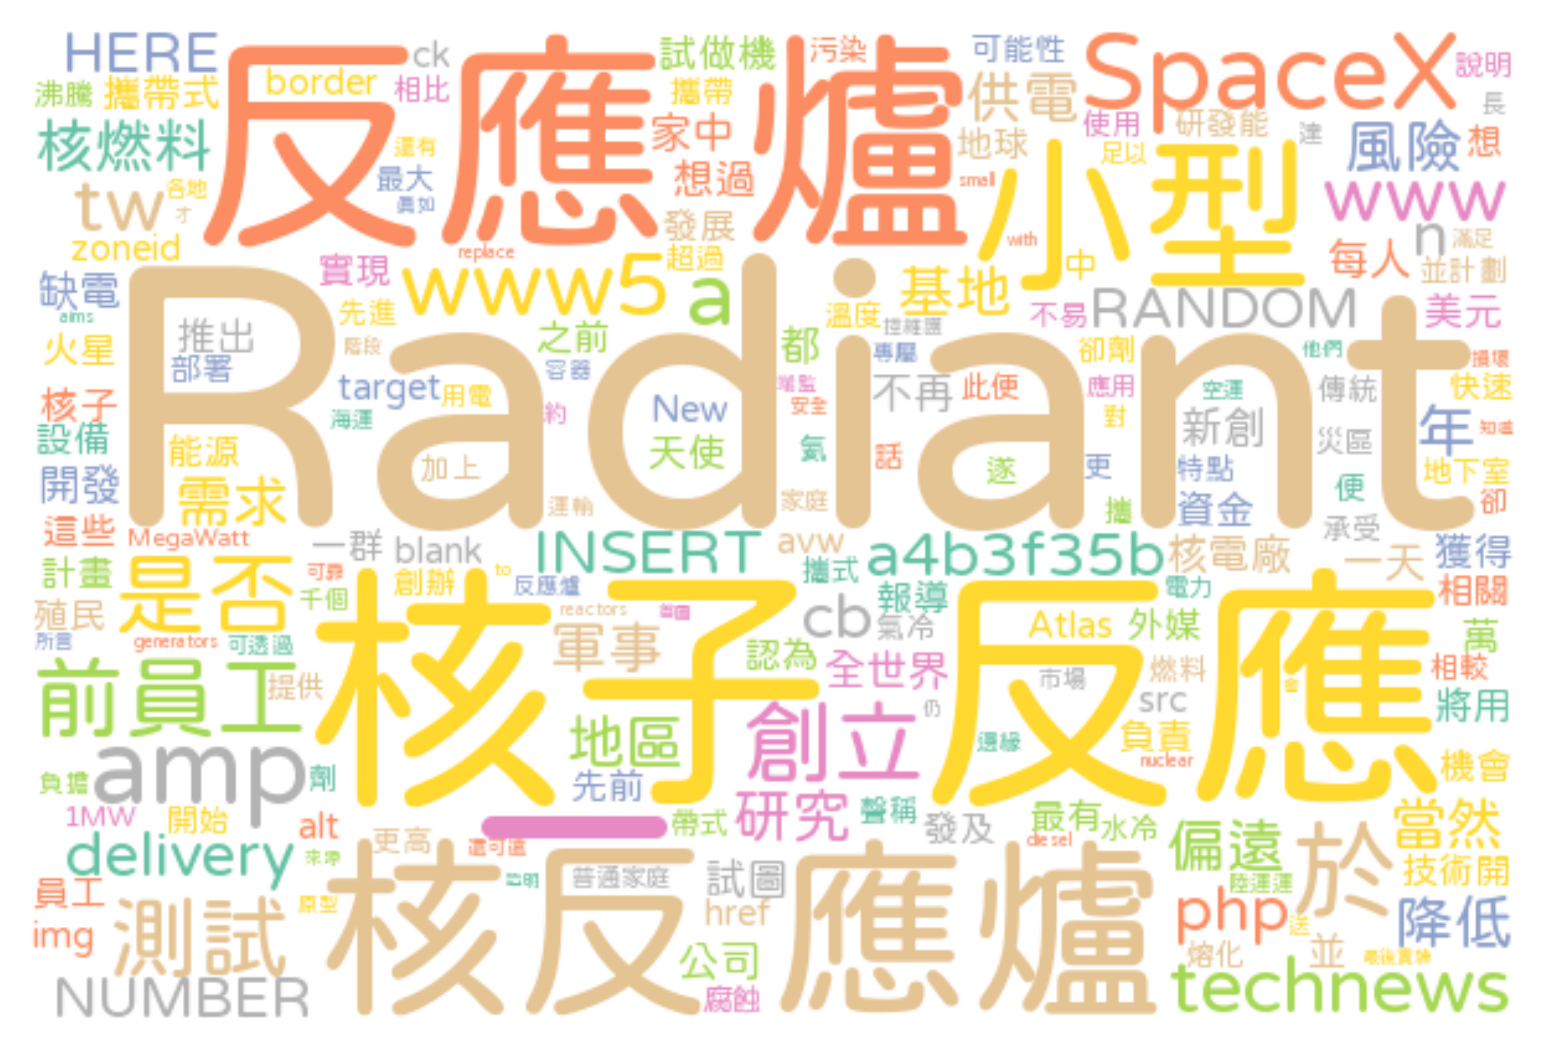 HERE
反應爐
ck
試做機
污染
可能性
SpaceX
說明
沸騰
攜帶式
border
相比
攜帶
供電
長
核燃料
家中
使用
研發能
達
風險
想
還有
地球
足以
tw
各地
才
最大
想過
small
小型
www
zoneid
發展
with
n
滿足
replace
實現
www5
超過
a
基地
中
每人
並計劃
缺電
aims
先進
溫度
不易
RANDOM
美元
Radiant
火星
推出
階段
之前
都
專屬
卻劑
他們
損壞
部署
容器
核子
target
用電
New
不再
此便
應用
空運
傳統
快速
設備
海運
約
安全
對
新創
年
知道
能源
天使
氦
話
災區
開發
加上
遂
更
特點
地下室
需求
運輸
家庭
攜
資金
便
卻
這些
MegaWatt
一群
blank
INSERT
avw
a4b3f35b
核電廠
承受
一天
獲得
計畫
是否
可靠
創辦
to
反應爐
攜式
電力
相關
千個
殖民
reactors
cb
報導
氣冷
Atlas
外媒
萬
所言
generators
可透過
核子反應
軍事
認為
全世界
燃料
相較
前員工
提供
地區
創立
仍
市場
src
將用
邊緣
負責
nuclear
負擔
amp
劑
先前
機會
1MW
開始
alt
帶式
研究
聲稱
發及
最有
水冷
當然
delivery
更高
還可遠
diesel
偏遠
於
技術開
員工
原型
核反應爐
普通家庭
試圖
陸運運
img
測試
href
php
送
降低
公司
熔化
並
NUMBER
腐蝕
technews